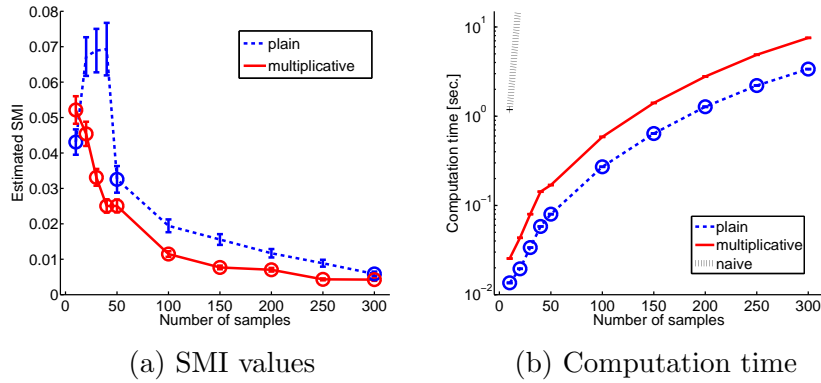 0.08
0.07
0.06
0.05
0.04
0.03
0.02
0.01
0
Estimated SMI
plain
multiplicative
0 50 100 150 200 250 300
Number of samples
(a) SMI values
10^1
10^0
10^−1
10^−2
Computation time [sec.]
plain
multiplicative
naive
0 50 100 150 200 250 300
Number of samples
(b) Computation time